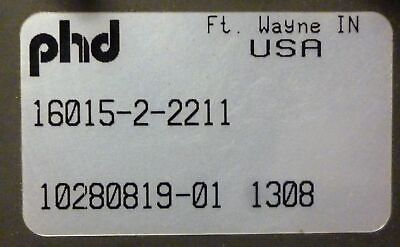 phd Ft. Wayne IN
USA
16015-2-2211
10280819-01 1308